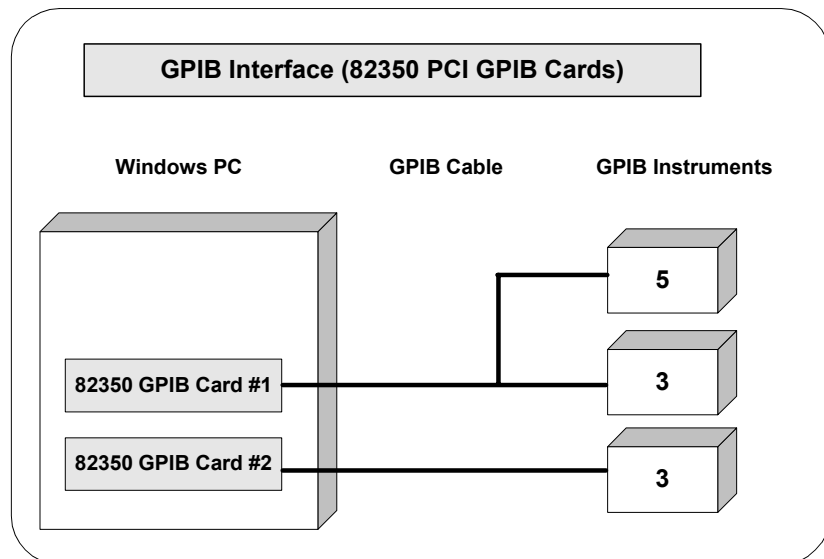 GPIB Interface (82350 PCI GPIB Cards)
Windows PC
GPIB Cable
GPIB Instruments
5
82350 GPIB Card #1
3
82350 GPIB Card #2
3